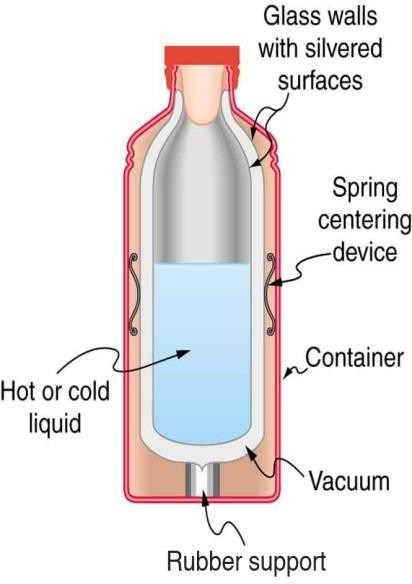 Glass walls
with silvered
surfaces
Spring
centering
device
Container
Hot or cold
liquid
Vacuum
Rubber support